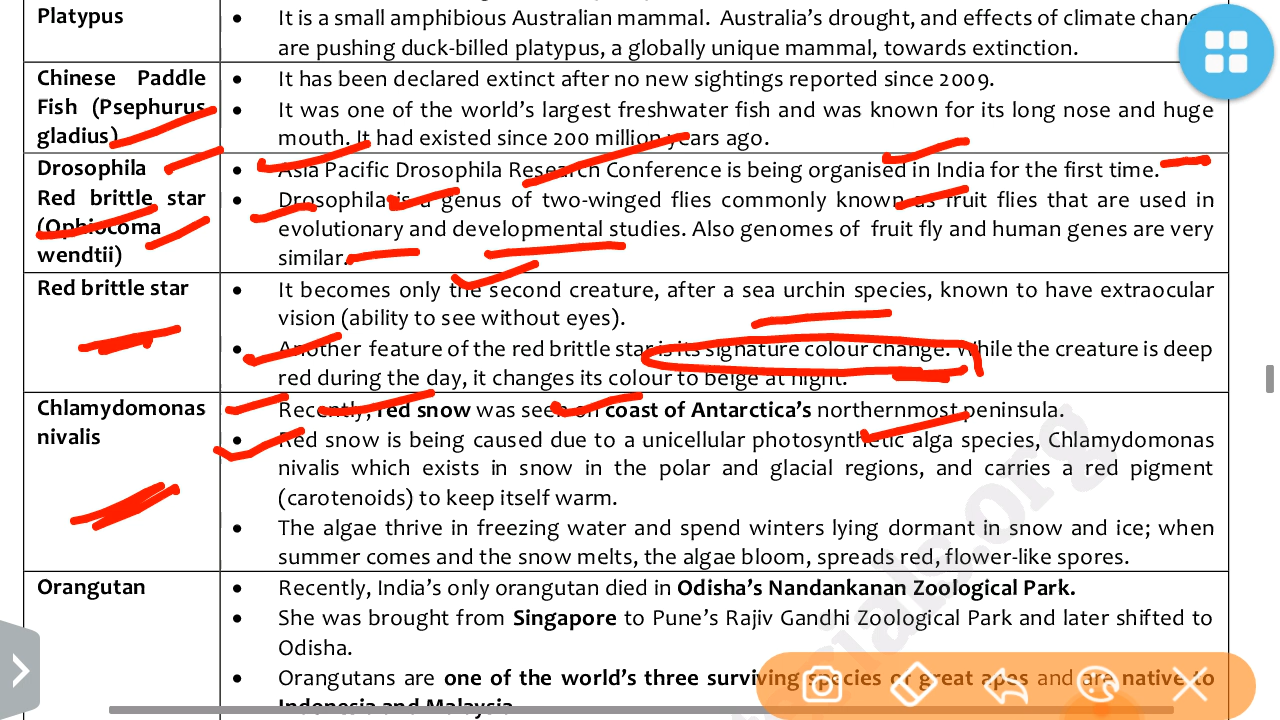 Platypus
It is a small amphibious Australian mammal. Australia's drought, and effects of climate change
are pushing duck-billed platypus, a globally unique mammal, towards extinction.
Chinese Paddle
Fish (Psephurus
gladius)
• It has been declared extinct after no new sightings reported since 2009.
• It was one of the world's largest freshwater fish and was known for its long nose and huge
mouth. It had existed since 200 million years ago.
Drosophila
Red brittle star
(Ophiocoma
wendtii)
• Asia Pacific Drosophila Research Conference is being organised in India for the first time.
• Drosophila is a genus of two-winged flies commonly known as fruit flies that are used in
evolutionary and developmental studies. Also genomes of fruit fly and human genes are very
similar.
Red brittle star
• It becomes only the second creature, after a sea urchin species, known to have extraocular
vision (ability to see without eyes).
• Another feature of the red brittle star is its signature colour change. While the creature is deep
red during the day, it changes its colour to beige at night.
Chlamydomonas
nivalis
• Recently, red snow was seen on coast of Antarctica's northernmost peninsula.
• Red snow is being caused due to a unicellular photosynthetic alga species, Chlamydomonas
nivalis which exists in snow in the polar and glacial regions, and carries a red pigment
(carotenoids) to keep itself warm.
• The algae thrive in freezing water and spend winters lying dormant in snow and ice; when
summer comes and the snow melts, the algae bloom, spreads red, flower-like spores.
Orangutan
• Recently, India's only orangutan died in Odisha's Nandankanan Zoological Park.
• She was brought from Singapore to Pune's Rajiv Gandhi Zoological Park and later shifted to
Odisha.
• Orangutans are one of the world's three surviving species of great apes and are native to
Indonesia and Malaysia